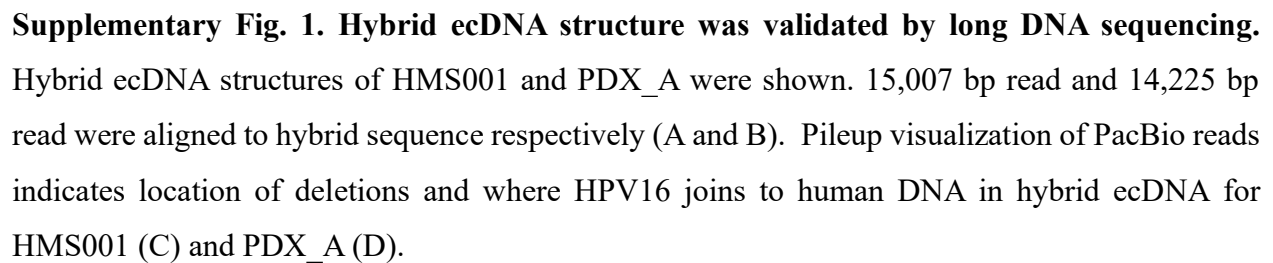 Supplementary Fig. 1. Hybrid ecDNA structure was validated by long DNA sequencing.
Hybrid ecDNA structures of HMS001 and PDX_A were shown. 15,007 bp read and 14,225 bp
read were aligned to hybrid sequence respectively (A and B). Pileup visualization of PacBio reads
indicates location of deletions and where HPV16 joins to human DNA in hybrid ecDNA for
HMS001 (C) and PDX_A (D).